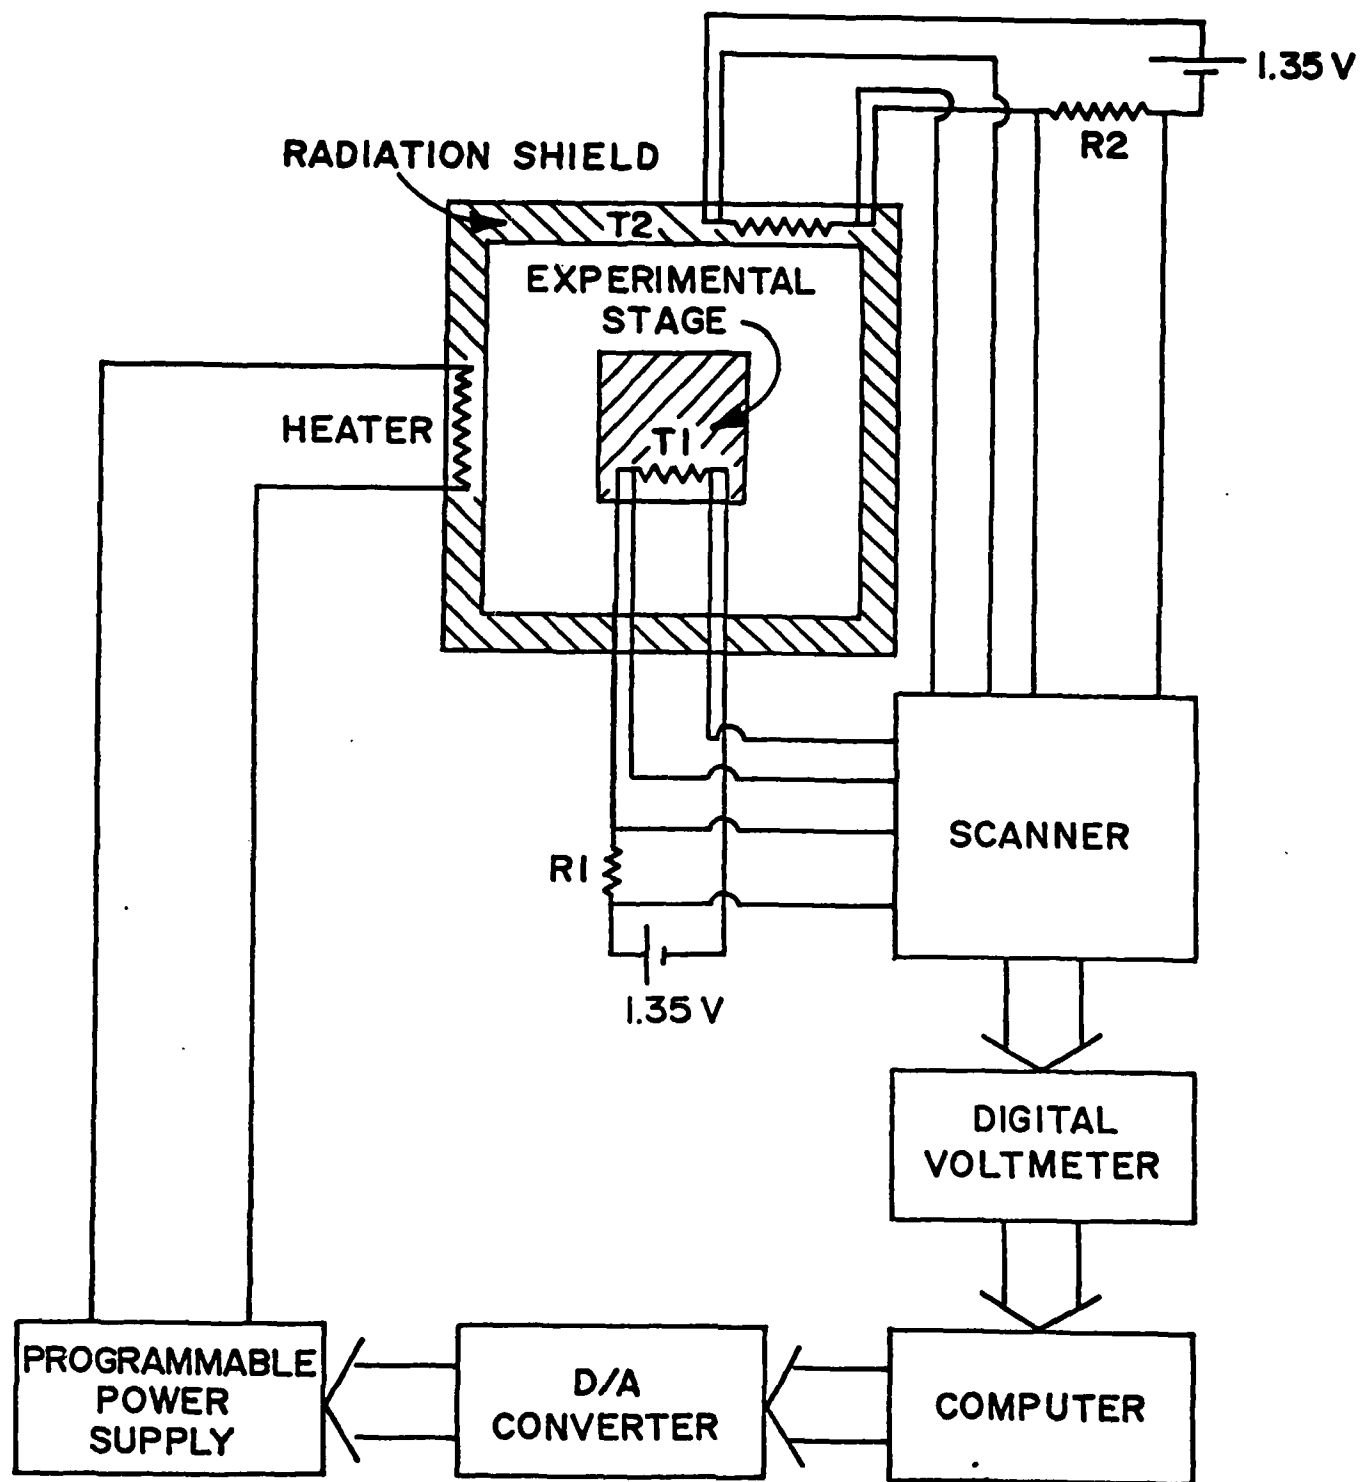 1.35 V
R2
RADIATION SHIELD
T2
EXPERIMENTAL
STAGE
HEATER
T1
SCANNER
R1
1.35 V
DIGITAL
VOLTMETER
PROGRAMMABLE
POWER
SUPPLY
D/A
CONVERTER
COMPUTER